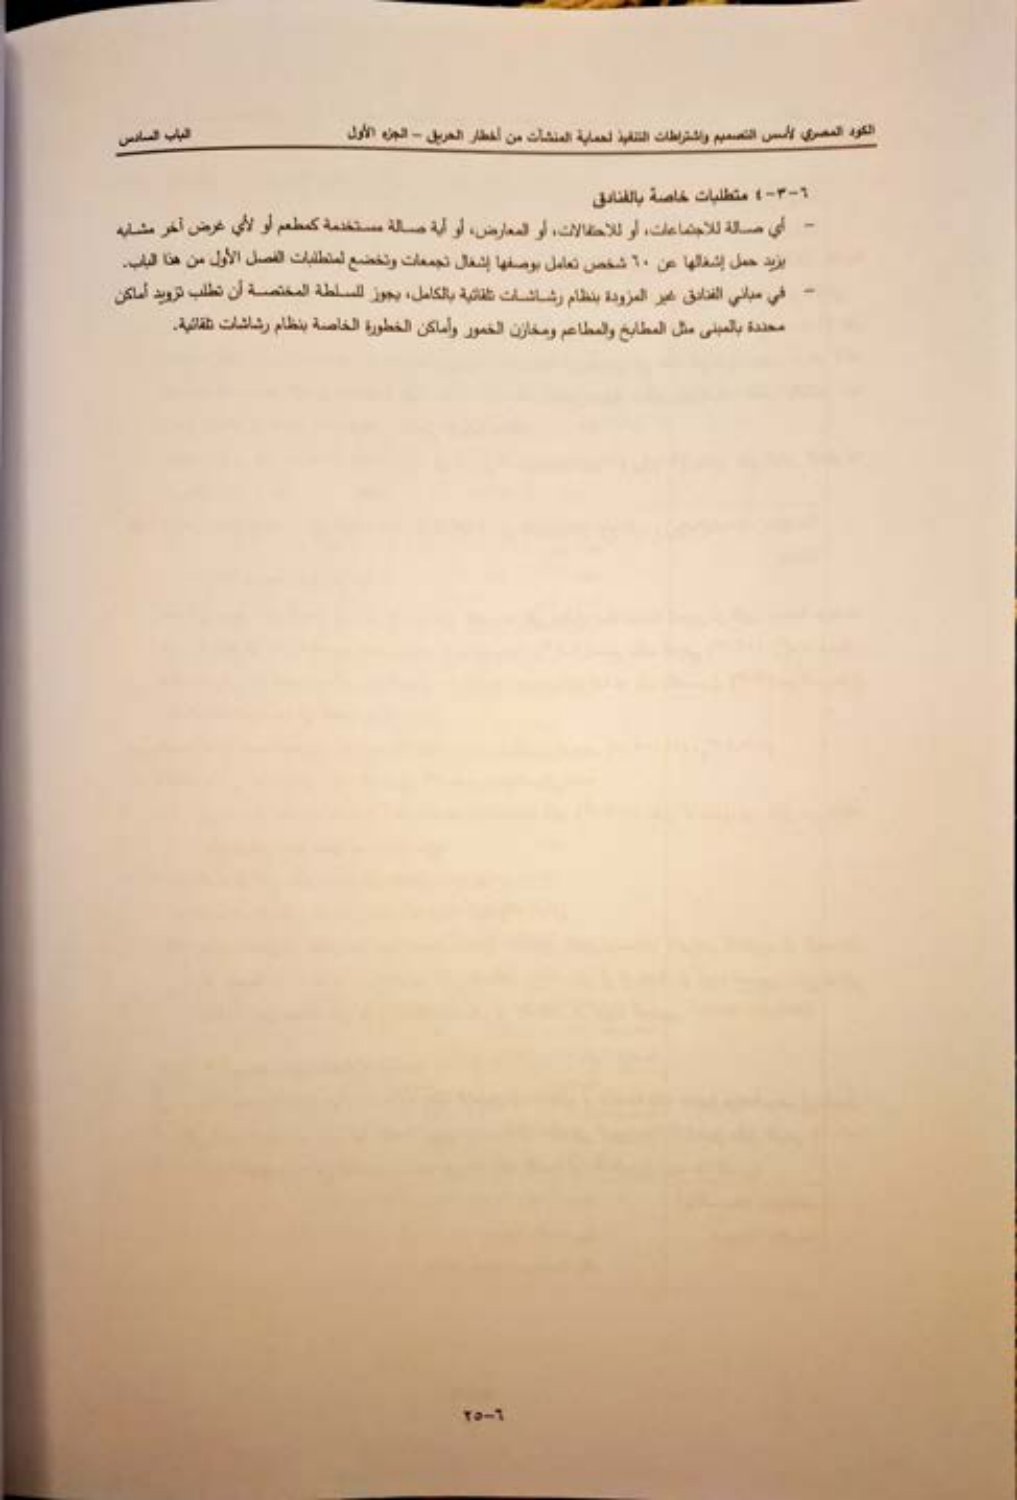 الكود المصري لأسس التصميم واشتراطات التنفيذ لحماية المنشآت من أخطار الحريق – الجزء الأول الباب السادس
٦-٣-٤ متطلبات خاصة بالفنادق
– أي صالة للاجتماعات، أو للاحتفالات، أو المعارض، أو أية صالة مستخدمة كمطعم أو لأي غرض آخر مشابه
يزيد حمل إشغالها عن ٦٠ شخص تعامل بوصفها إشغال تجمعات وتخضع لمتطلبات الفصل الأول من هذا الباب.
– في مباني الفنادق غير المزودة بنظام رشاشات تلقائية بالكامل، يجوز للسلطة المختصة أن تطلب تزويد أماكن
محددة بالمبنى مثل المطابخ والمطاعم ومخازن الخمور وأماكن الخطورة الخاصة بنظام رشاشات تلقائية.
٦-٢٥